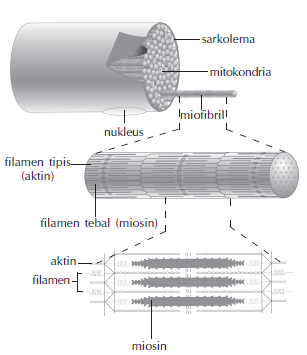 sarkolema
mitokondria
miofibril
nukleus
filamen tipis
(aktin)
filamen tebal (miosin)
aktin
filamen
miosin